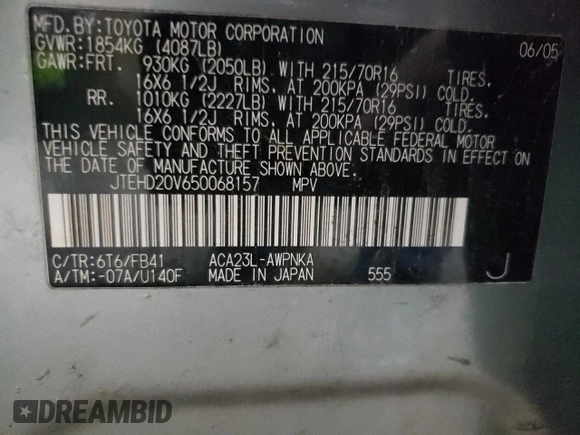 MFD.BY:TOYOTA MOTOR CORPORATION
GVWR:1854KG (4087LB) 06/05
GAWR:FRT. 930KG (2050LB) WITH 215/70R16 TIRES.
16X6 1/2J RIMS, AT 200KPA (29PSI) COLD.
RR. 1010KG (2227LB) WITH 215/70R16 TIRES.
16X6 1/2J RIMS, AT 200KPA (29PSI) COLD.
THIS VEHICLE CONFORMS TO ALL APPLICABLE FEDERAL MOTOR
VEHICLE SAFETY AND THEFT PREVENTION STANDARDS IN EFFECT ON
THE DATE OF MANUFACTURE SHOWN ABOVE.
JTEHD20V650068157 MPV
C/TR:6T6/FB41 ACA23L-AWPNKA
A/TM:-07A/U140F MADE IN JAPAN 555 J
DREAMBID